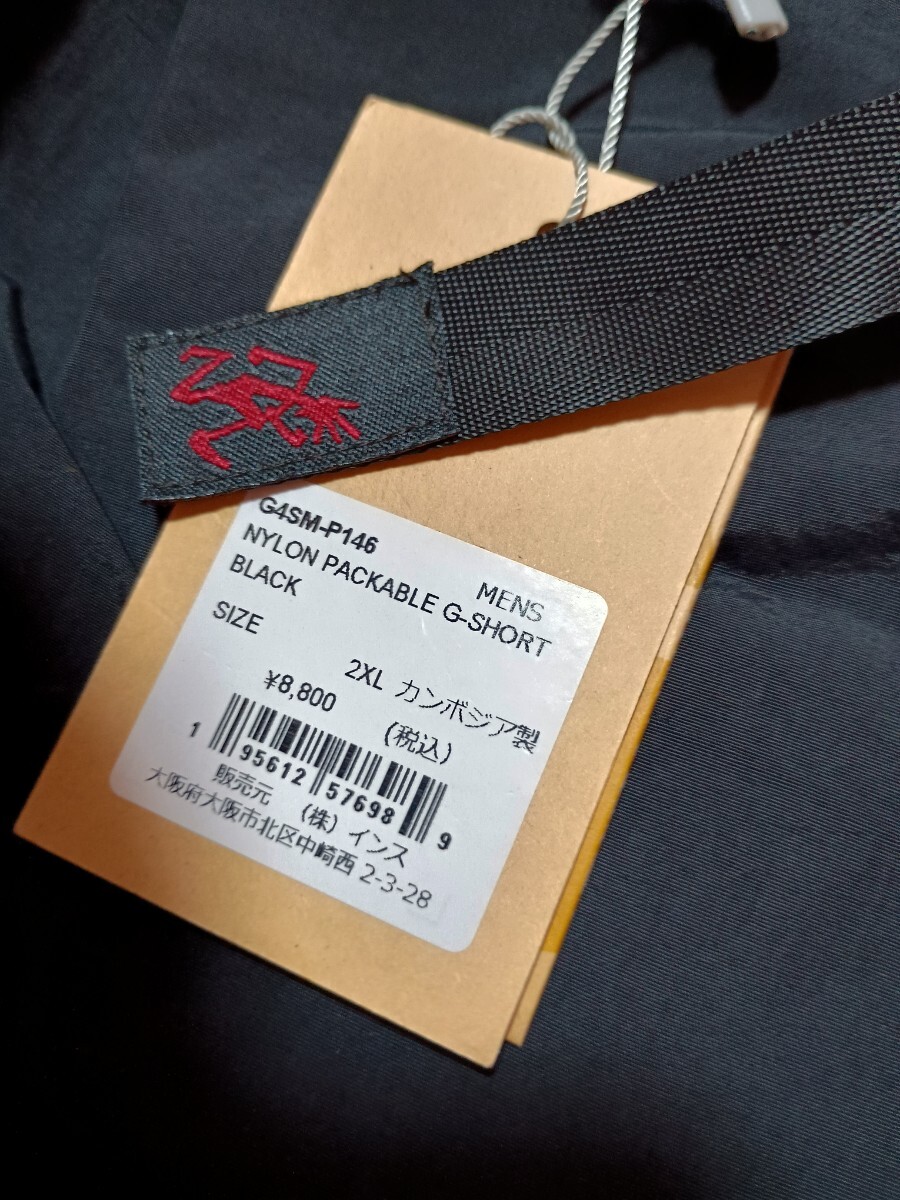 G4SM-P146
MENS
NYLON PACKABLE G-SHORT
BLACK
SIZE
2XL カンボジア製
¥8,800 (税込)
1 95612 57698 9
販売元 (株) インス
大阪府大阪市北区中崎西 2-3-28